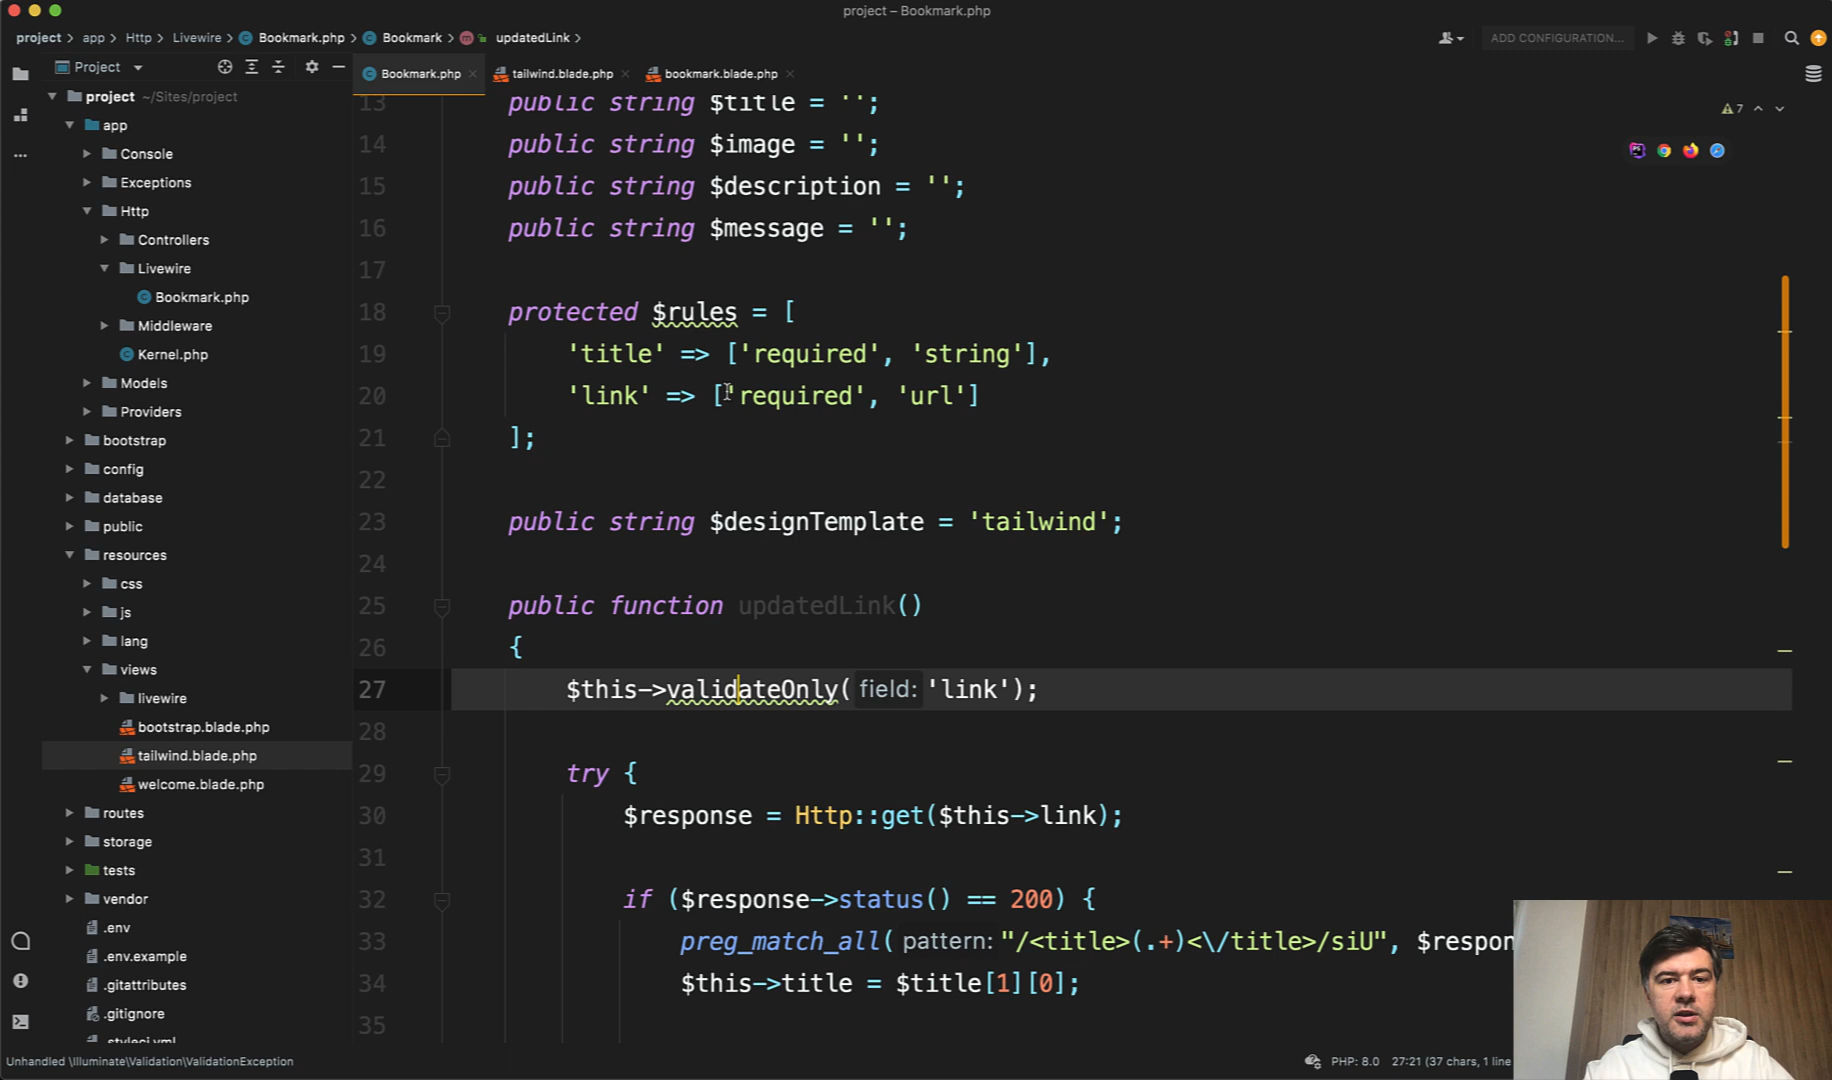 project – Bookmark.php
project > app > Http > Livewire > Bookmark.php > Bookmark > m updatedLink >
ADD CONFIGURATION...
Project
Bookmark.php
tailwind.blade.php
bookmark.blade.php
project ~/Sites/project
app
Console
Exceptions
Http
Controllers
Livewire
Bookmark.php
Middleware
Kernel.php
Models
Providers
bootstrap
config
database
public
resources
css
js
lang
views
livewire
bootstrap.blade.php
tailwind.blade.php
welcome.blade.php
routes
storage
tests
vendor
.env
.env.example
.gitattributes
.gitignore
.styleci.yml
7
13 public string $title = '';
14 public string $image = '';
15 public string $description = '';
16 public string $message = '';
17
18 protected $rules = [
19 'title' => ['required', 'string'],
20 'link' => ['required', 'url']
21 ];
22
23 public string $designTemplate = 'tailwind';
24
25 public function updatedLink()
26 {
27 $this->validateOnly( field: 'link');
28
29 try {
30 $response = Http::get($this->link);
31
32 if ($response->status() == 200) {
33 preg_match_all( pattern: "/<title>(.+)<\/title>/siU", $respon
34 $this->title = $title[1][0];
35
Unhandled \Illuminate\Validation\ValidationException
PHP: 8.0 27:21 (37 chars, 1 line